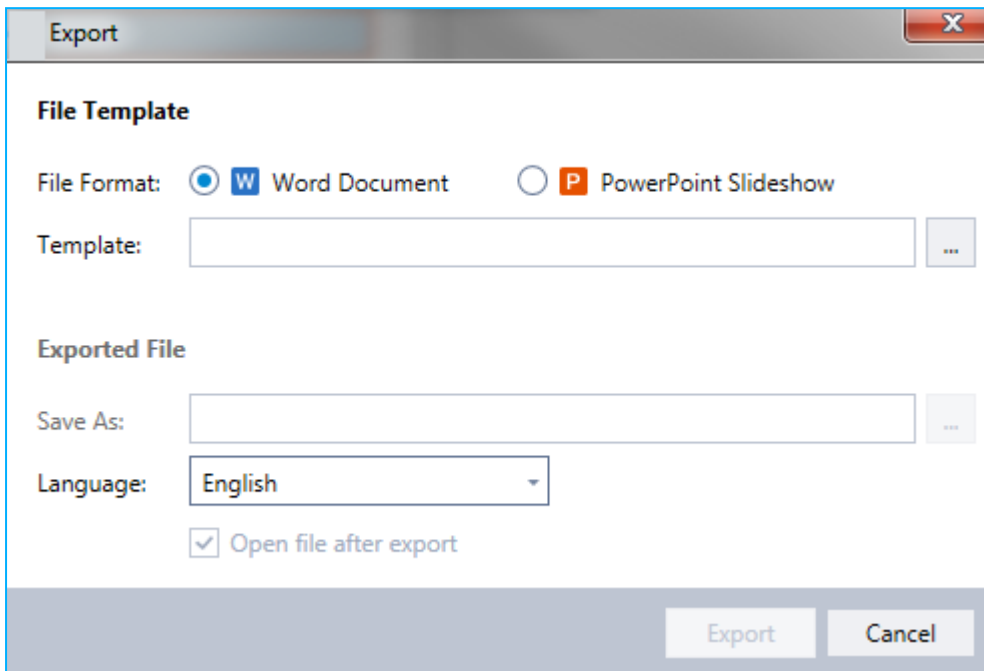 Export
File Template
File Format: W Word Document P PowerPoint Slideshow
Template: ...
Exported File
Save As: ...
Language: English
Open file after export
Export Cancel